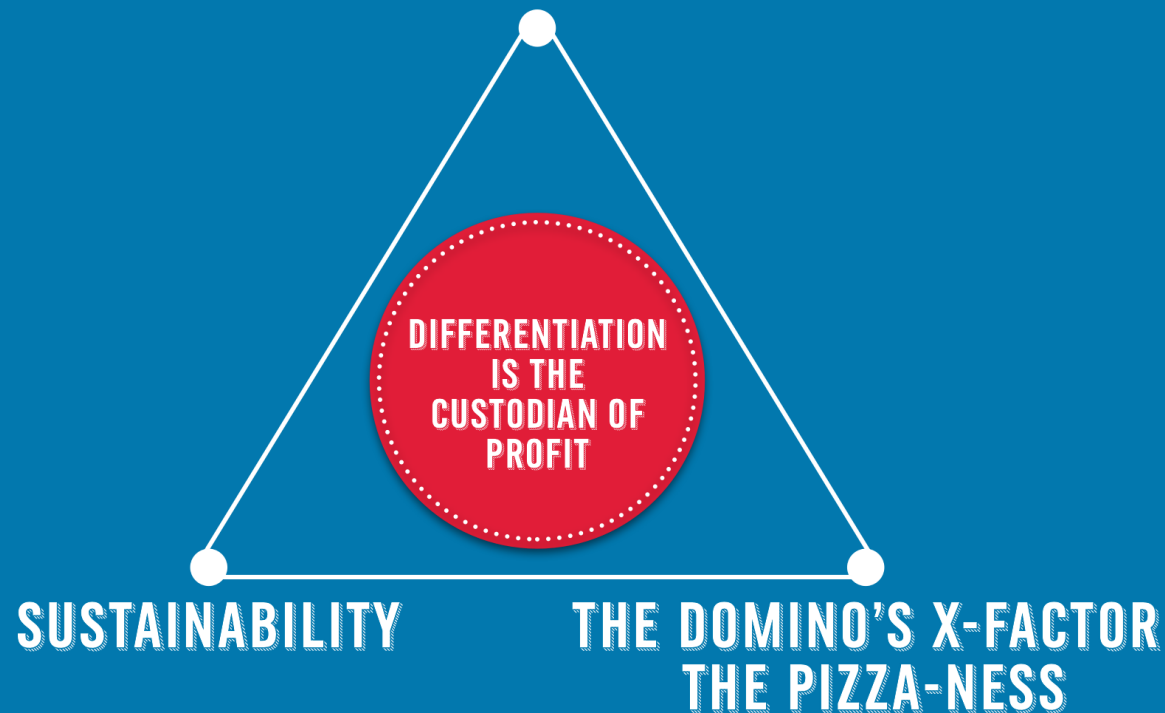 DIFFERENTIATION
IS THE
CUSTODIAN OF
PROFIT
SUSTAINABILITY
THE DOMINO'S X-FACTOR
THE PIZZA-NESS